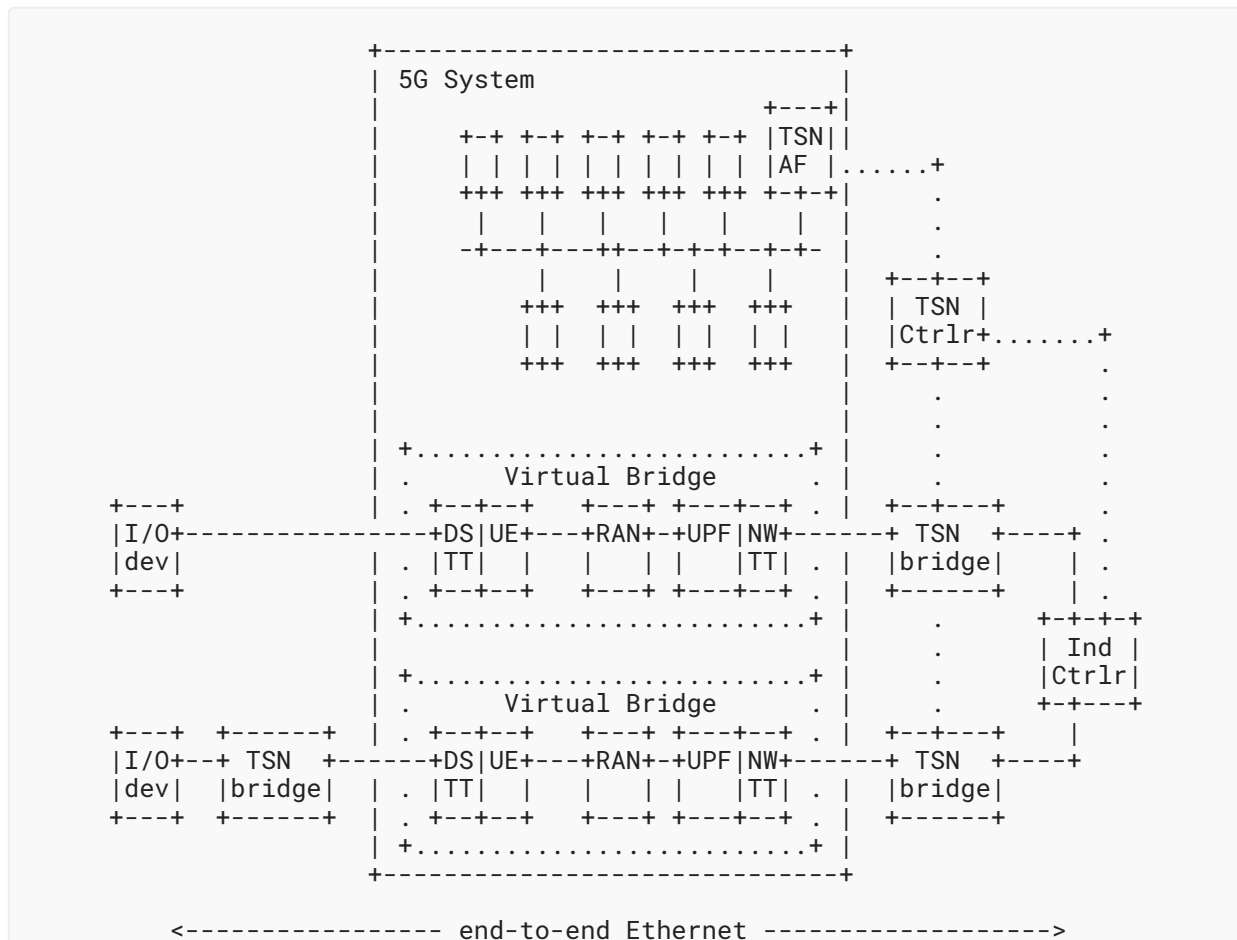 5G System
TSN
AF
TSN
Ctrlr
Virtual Bridge
I/O DS UE RAN UPF NW TSN
dev TT TT bridge
Ind
Ctrlr
Virtual Bridge
I/O TSN DS UE RAN UPF NW TSN
dev bridge TT TT bridge
<----------------- end-to-end Ethernet ------------------->